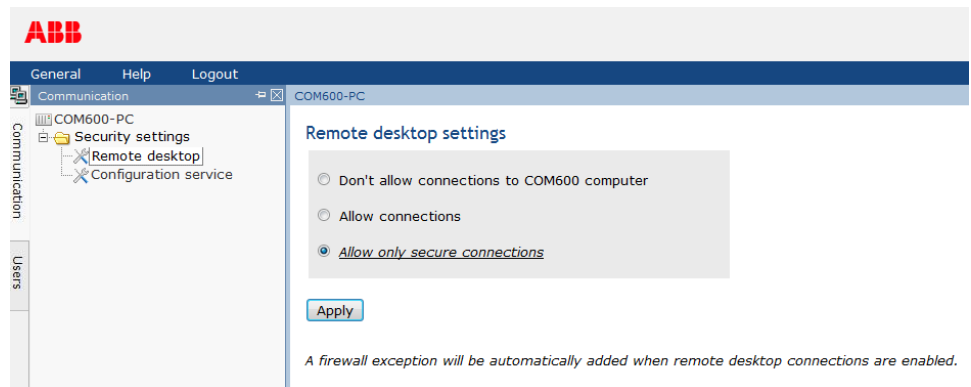 ABB
General Help Logout
Communication
COM600-PC
COM600-PC
Security settings
Remote desktop
Configuration service
Communication
Users
Remote desktop settings
Don't allow connections to COM600 computer
Allow connections
Allow only secure connections
Apply
A firewall exception will be automatically added when remote desktop connections are enabled.